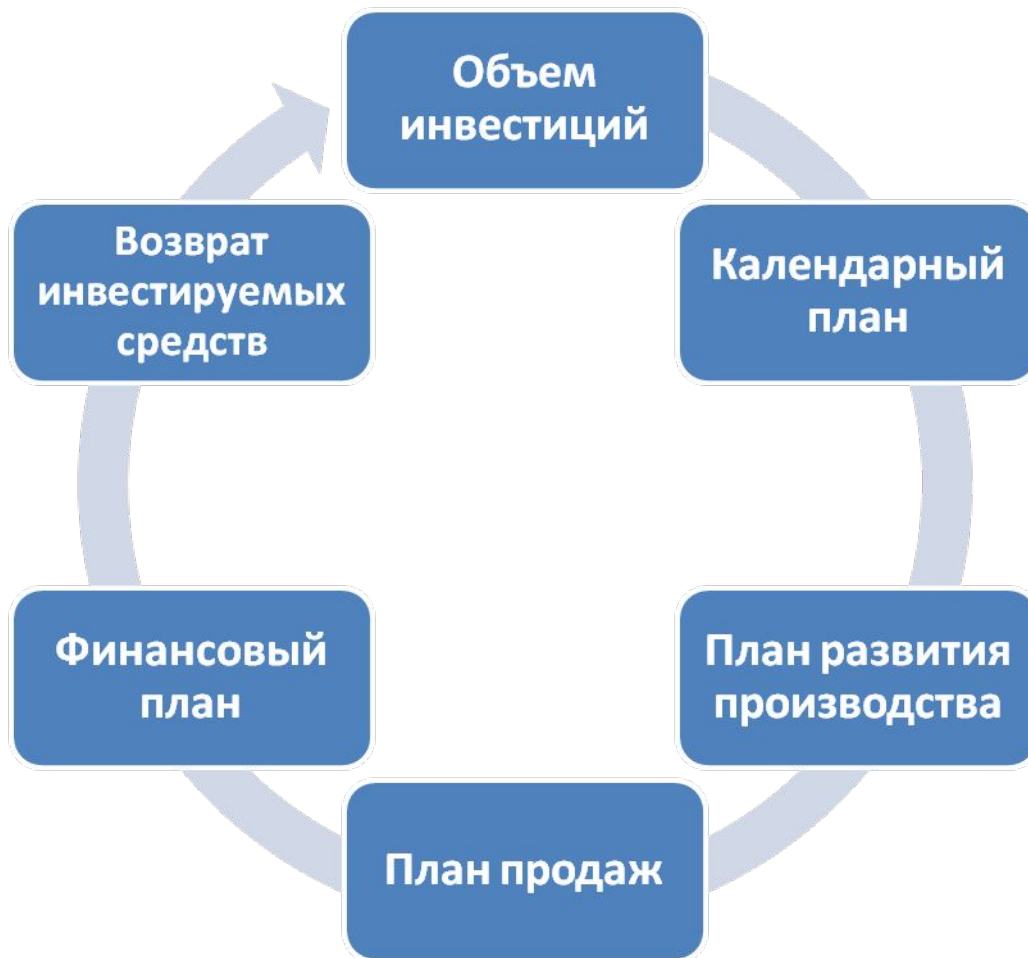 Объем
инвестиций
Календарный
план
План развития
производства
План продаж
Финансовый
план
Возврат
инвестируемых
средств